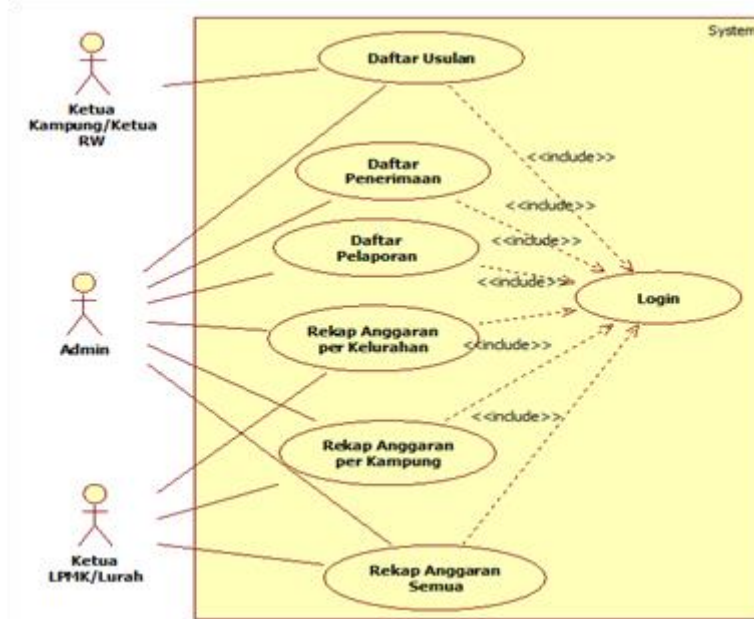 System
Daftar Usulan
Ketua
Kampung/Ketua
RW
<<include>>
Daftar
Penerimaan
<<include>>
Daftar
Pelaporan
<<include>>
Login
Admin
Rekap Anggaran
per Kelurahan
<<include>>
<<include>>
Rekap Anggaran
per Kampung
Ketua
LPMK/Lurah
Rekap Anggaran
Semua